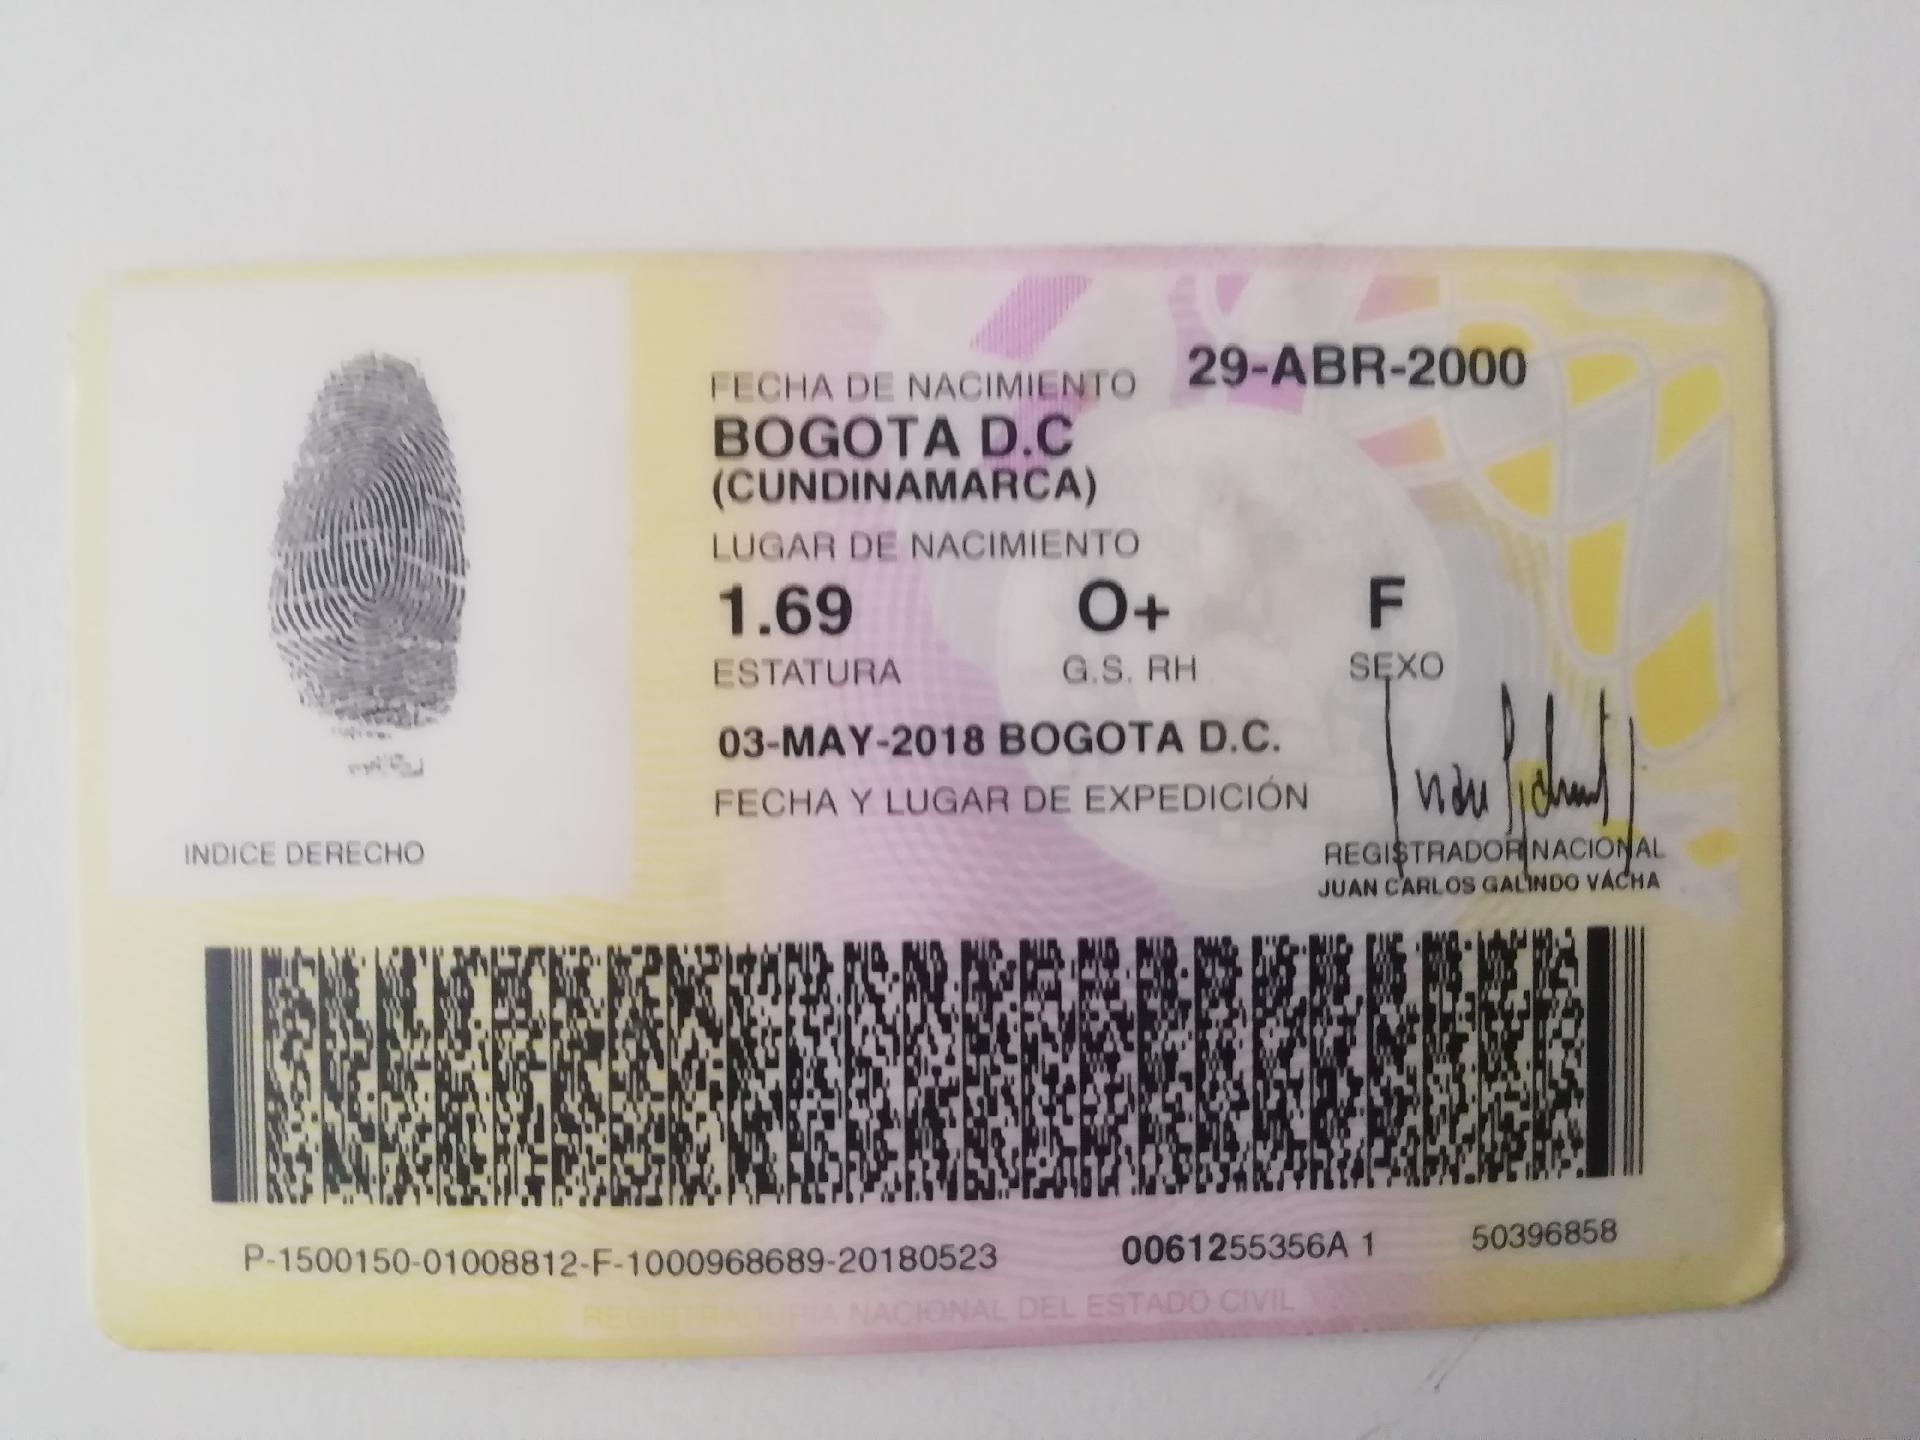 29-ABR-2000
FECHA DE NACIMIENTO
BOGOTA D.C
(CUNDINAMARCA)
LUGAR DE NACIMIENTO
1.69 O+ F
ESTATURA G.S. RH SEXO
03-MAY-2018 BOGOTA D.C.
FECHA Y LUGAR DE EXPEDICIÓN
INDICE DERECHO
REGISTRADOR NACIONAL
JUAN CARLOS GALINDO VÁCHA
P-1500150-01008812-F-1000968689-20180523 0061255356A 1 50396858
REGISTRADURIA NACIONAL DEL ESTADO CIVIL